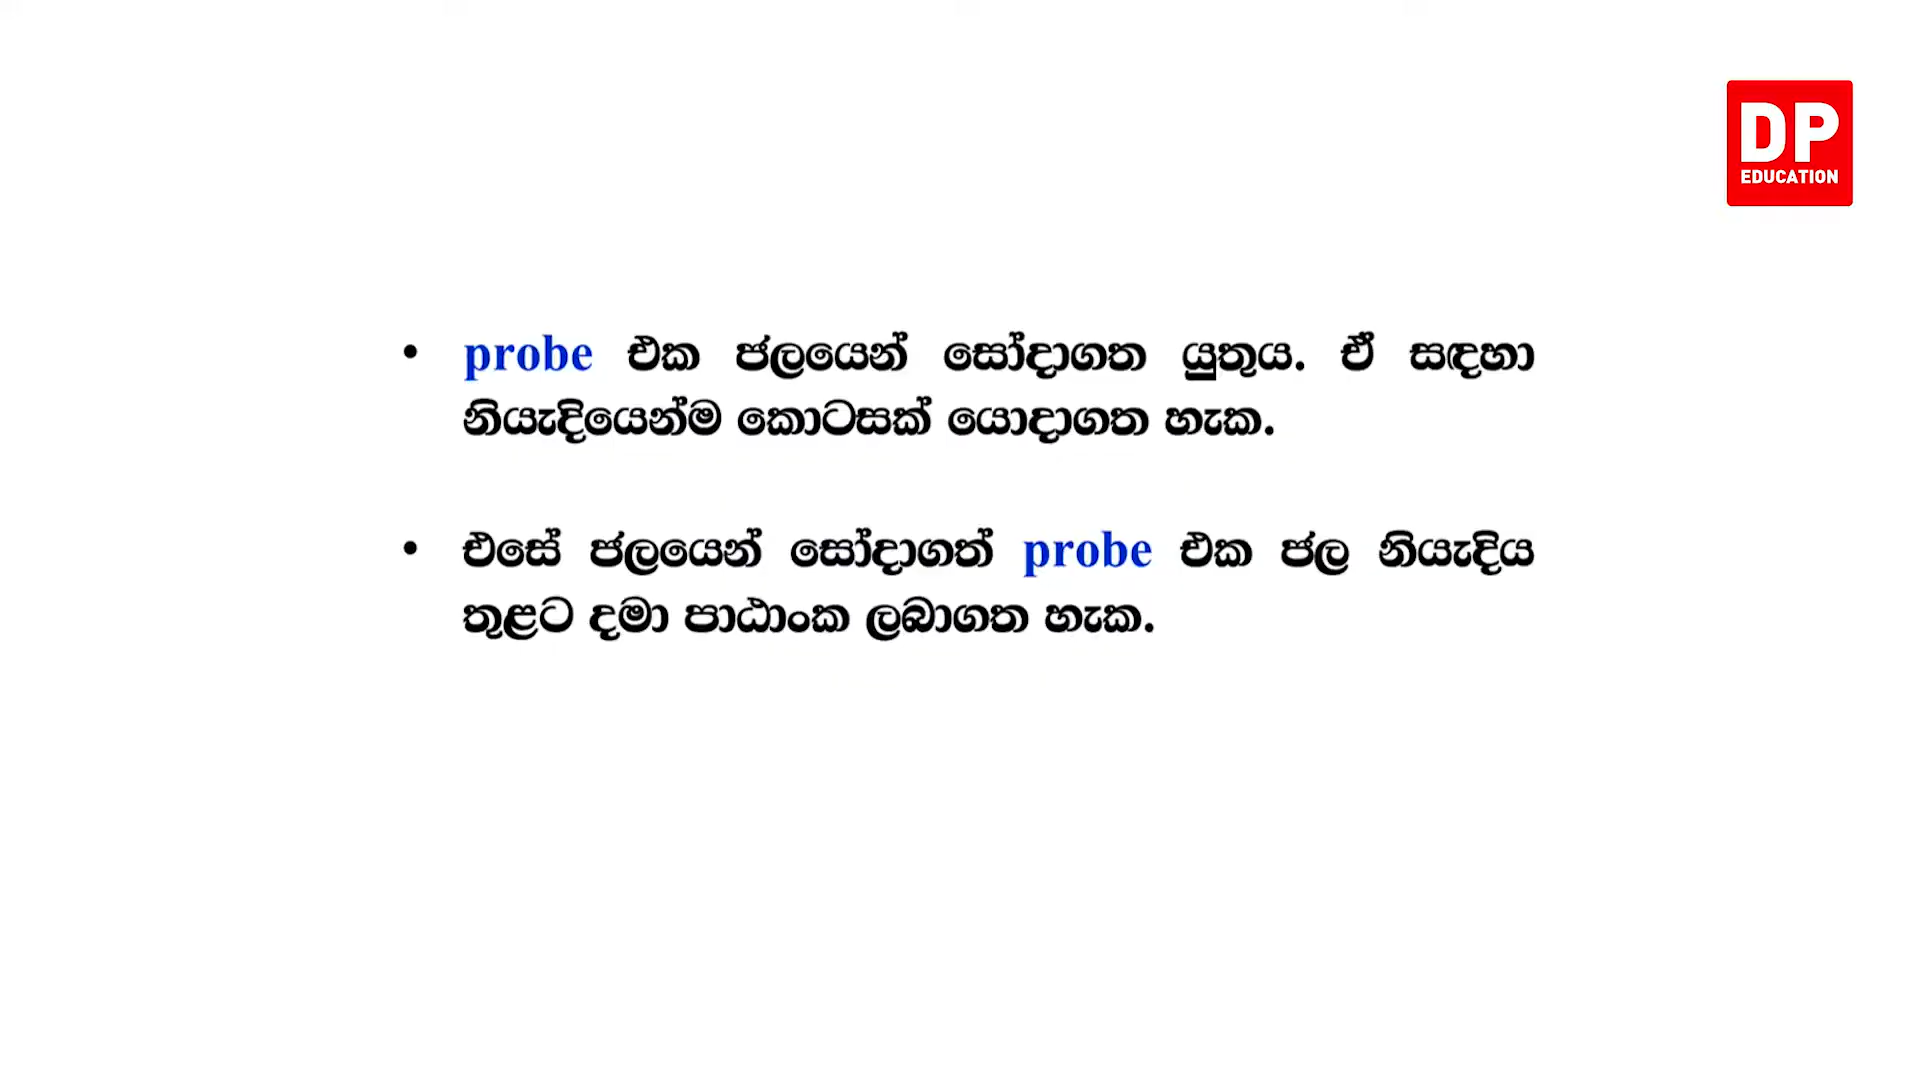 DP
EDUCATION
• probe එක ජලයෙන් සෝදාගත යුතුය. ඒ සඳහා
නියැදියෙන්ම කොටසක් යොදාගත හැක.
• එසේ ජලයෙන් සෝදාගත් probe එක ජල නියැදිය
තුළට දමා පාඨාංක ලබාගත හැක.